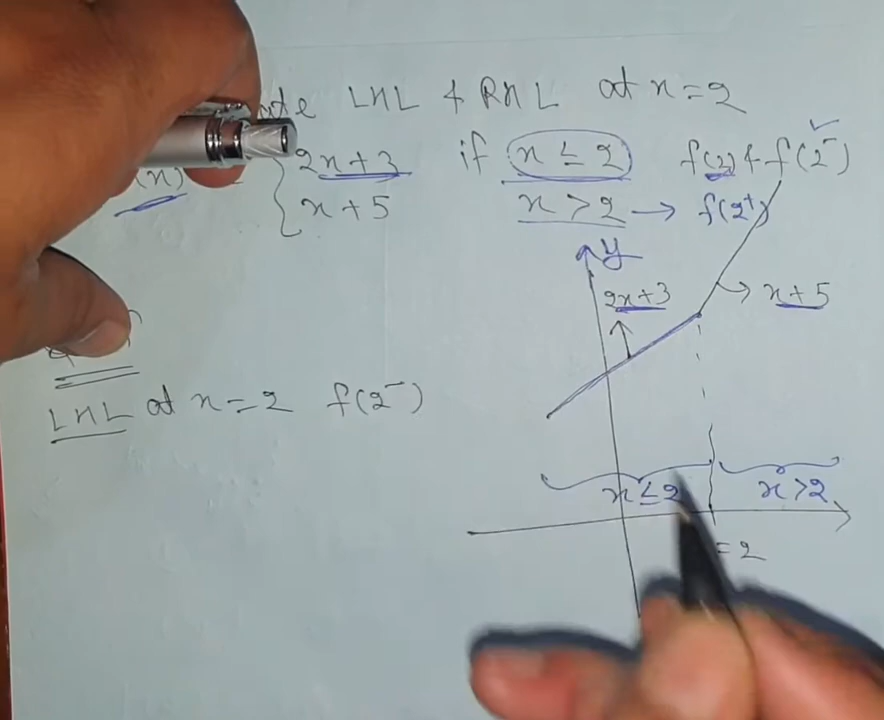 LHL & RHL at x = 2
(x) = { 2x+3 if x ≤ 2 f(2) & f(2⁻) ✓
x + 5 x > 2 → f(2⁺)
y
2x+3 → x+5
LHL at x = 2 f(2⁻)
x ≤ 2 x > 2
= 2